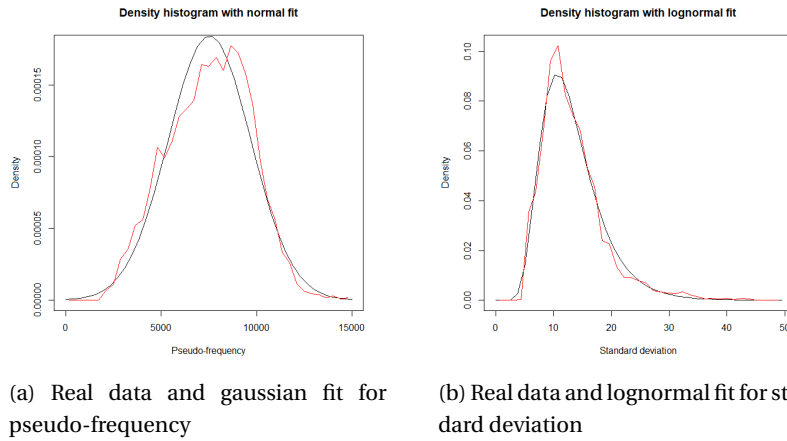 Density histogram with normal fit
Density
0.00000
0.00005
0.00010
0.00015
0
5000
10000
15000
Pseudo-frequency
(a) Real data and gaussian fit for
pseudo-frequency
Density histogram with lognormal fit
Density
0.00
0.02
0.04
0.06
0.08
0.10
0
10
20
30
40
50
Standard deviation
(b) Real data and lognormal fit for st
dard deviation